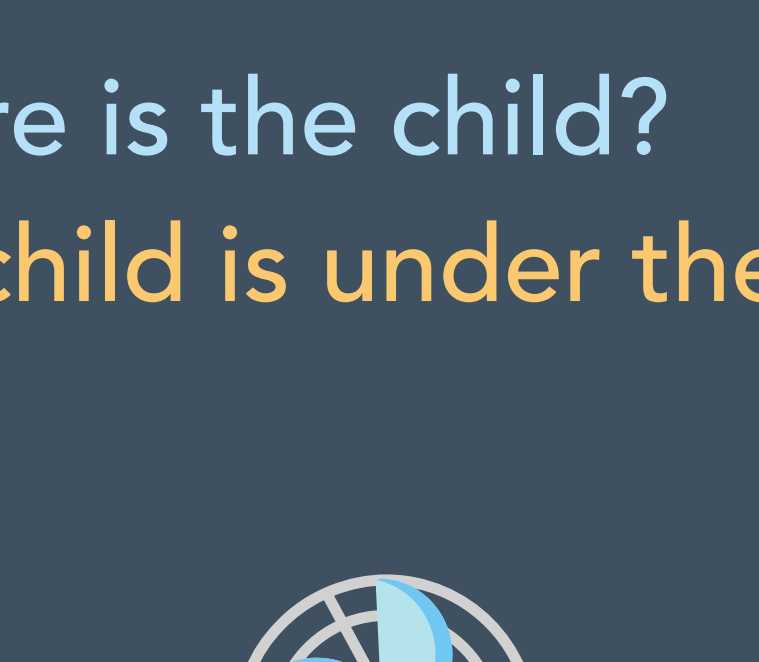 re is the child?
child is under the